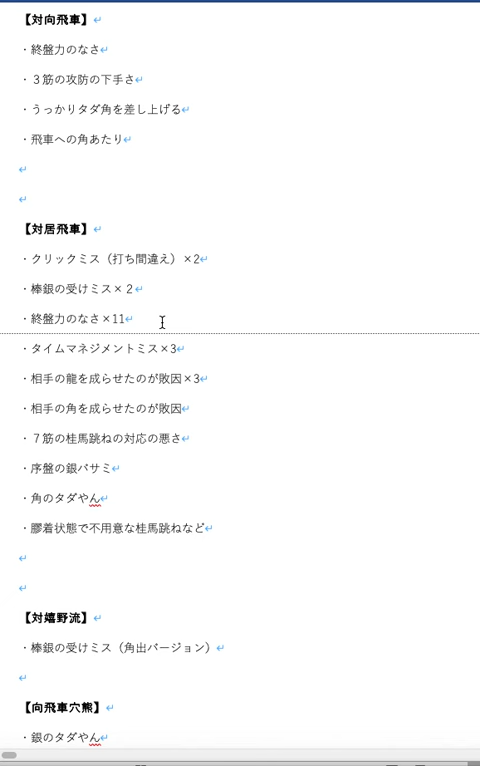 【対向飛車】
・終盤力のなさ
・３筋の攻防の下手さ
・うっかりタダ角を差し上げる
・飛車への角あたり
【対居飛車】
・クリックミス（打ち間違え）×2
・棒銀の受けミス×２
・終盤力のなさ×11
・タイムマネジメントミス×3
・相手の龍を成らせたのが敗因×3
・相手の角を成らせたのが敗因
・７筋の桂馬跳ねの対応の悪さ
・序盤の銀バサミ
・角のタダやん
・膠着状態で不用意な桂馬跳ねなど
【対嬉野流】
・棒銀の受けミス（角出バージョン）
【向飛車穴熊】
・銀のタダやん